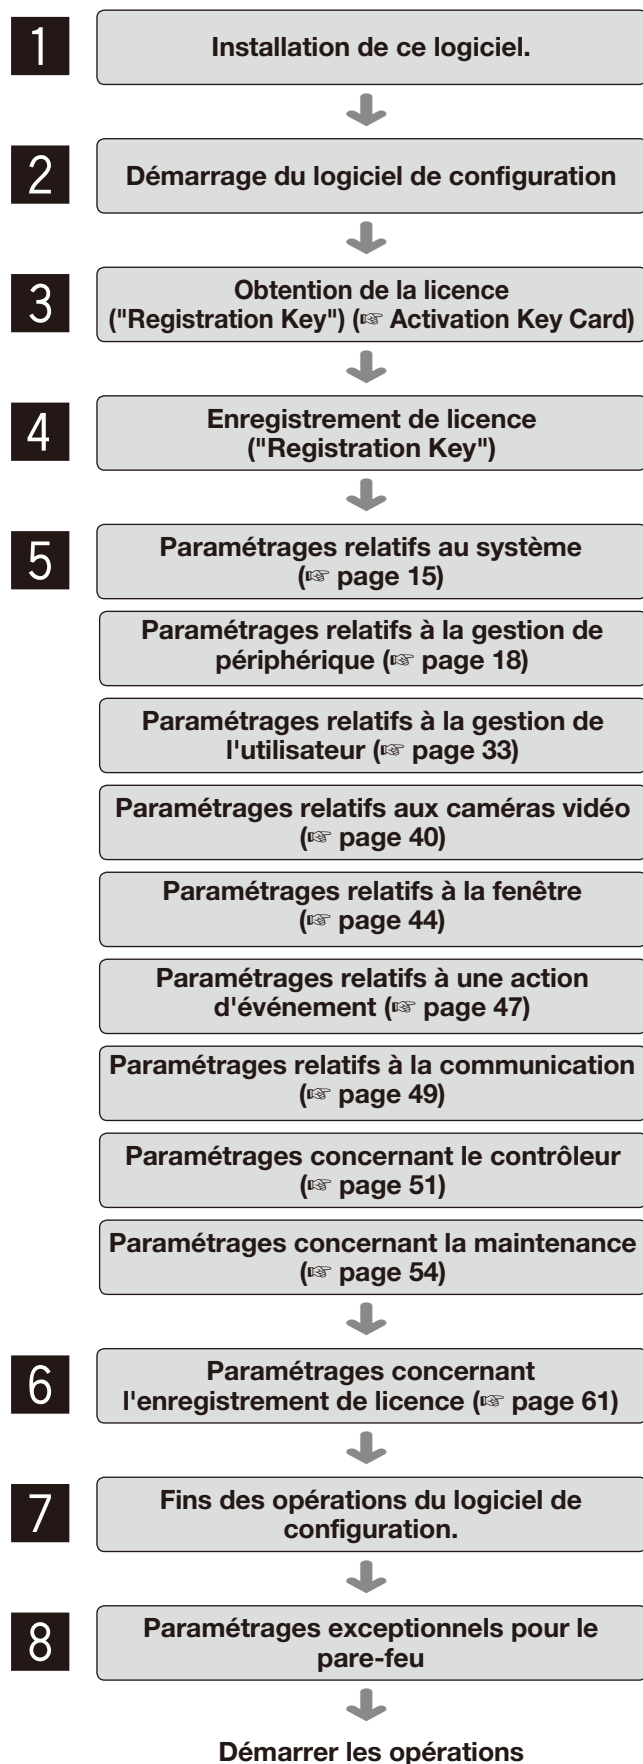 1
Installation de ce logiciel.
2
Démarrage du logiciel de configuration
3
Obtention de la licence
("Registration Key") (☞ Activation Key Card)
4
Enregistrement de licence
("Registration Key")
5
Paramétrages relatifs au système
(☞ page 15)
Paramétrages relatifs à la gestion de
périphérique (☞ page 18)
Paramétrages relatifs à la gestion de
l'utilisateur (☞ page 33)
Paramétrages relatifs aux caméras vidéo
(☞ page 40)
Paramétrages relatifs à la fenêtre
(☞ page 44)
Paramétrages relatifs à une action
d'événement (☞ page 47)
Paramétrages relatifs à la communication
(☞ page 49)
Paramétrages concernant le contrôleur
(☞ page 51)
Paramétrages concernant la maintenance
(☞ page 54)
6
Paramétrages concernant
l'enregistrement de licence (☞ page 61)
7
Fins des opérations du logiciel de
configuration.
8
Paramétrages exceptionnels pour le
pare-feu
Démarrer les opérations